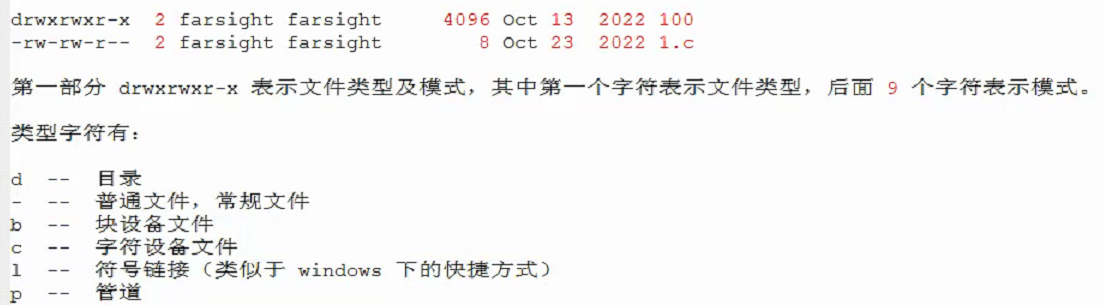 drwxrwxr-x 2 farsight farsight 4096 Oct 13 2022 100
-rw-rw-r-- 2 farsight farsight 8 Oct 23 2022 1.c
第一部分 drwxrwxr-x 表示文件类型及模式，其中第一个字符表示文件类型，后面 9 个字符表示模式。
类型字符有：
d -- 目录
- -- 普通文件，常规文件
b -- 块设备文件
c -- 字符设备文件
l -- 符号链接（类似于 windows 下的快捷方式）
p -- 管道